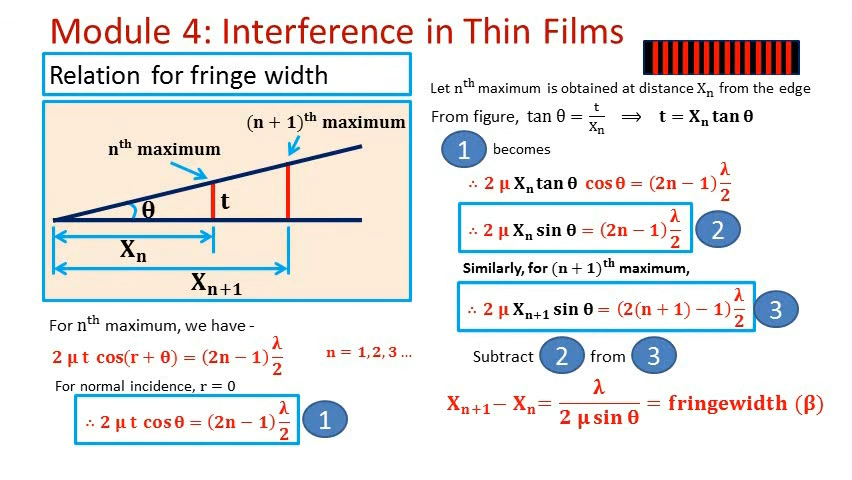 Module 4: Interference in Thin Films
Relation for fringe width
(n + 1)ᵗʰ maximum
nᵗʰ maximum
θ
t
Xₙ
Xₙ₊₁
For nᵗʰ maximum, we have -
2 μ t cos(r + θ) = (2n − 1) λ/2
n = 1, 2, 3 ...
For normal incidence, r = 0
∴ 2 μ t cos θ = (2n − 1) λ/2
1
Let nᵗʰ maximum is obtained at distance Xₙ from the edge
From figure, tan θ = t/Xₙ ⟹ t = Xₙ tan θ
1 becomes
∴ 2 μ Xₙ tan θ cos θ = (2n − 1) λ/2
∴ 2 μ Xₙ sin θ = (2n − 1) λ/2
2
Similarly, for (n + 1)ᵗʰ maximum,
∴ 2 μ Xₙ₊₁ sin θ = (2(n + 1) − 1) λ/2
3
Subtract 2 from 3
Xₙ₊₁ − Xₙ = λ/(2 μ sin θ) = fringewidth (β)